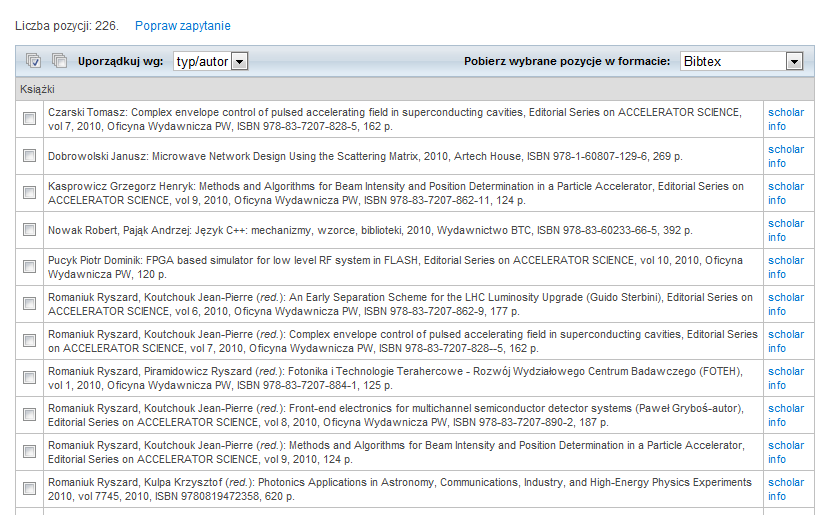 Liczba pozycji: 226. Popraw zapytanie
Uporządkuj wg: typ/autor Pobierz wybrane pozycje w formacie: Bibtex
Książki
Czarski Tomasz: Complex envelope control of pulsed accelerating field in superconducting cavities, Editorial Series on ACCELERATOR SCIENCE, scholar
vol 7, 2010, Oficyna Wydawnicza PW, ISBN 978-83-7207-828-5, 162 p. info
Dobrowolski Janusz: Microwave Network Design Using the Scattering Matrix, 2010, Artech House, ISBN 978-1-60807-129-6, 269 p. scholar
info
Kasprowicz Grzegorz Henryk: Methods and Algorithms for Beam Intensity and Position Determination in a Particle Accelerator, Editorial Series on scholar
ACCELERATOR SCIENCE, vol 9, 2010, Oficyna Wydawnicza PW, ISBN 978-83-7207-862-11, 124 p. info
Nowak Robert, Pająk Andrzej: Język C++: mechanizmy, wzorce, biblioteki, 2010, Wydawnictwo BTC, ISBN 978-83-60233-66-5, 392 p. scholar
info
Pucyk Piotr Dominik: FPGA based simulator for low level RF system in FLASH, Editorial Series on ACCELERATOR SCIENCE, vol 10, 2010, Oficyna scholar
Wydawnicza PW, 120 p. info
Romaniuk Ryszard, Koutchouk Jean-Pierre (red.): An Early Separation Scheme for the LHC Luminosity Upgrade (Guido Sterbini), Editorial Series on scholar
ACCELERATOR SCIENCE, vol 6, 2010, Oficyna Wydawnicza PW, ISBN 978-83-7207-862-9, 177 p. info
Romaniuk Ryszard, Koutchouk Jean-Pierre (red.): Complex envelope control of pulsed accelerating field in superconducting cavities, Editorial Series scholar
on ACCELERATOR SCIENCE, vol 7, 2010, Oficyna Wydawnicza PW, ISBN 978-83-7207-828--5, 162 p. info
Romaniuk Ryszard, Piramidowicz Ryszard (red.): Fotonika i Technologie Terahercowe - Rozwój Wydziałowego Centrum Badawczego (FOTEH), scholar
vol 1, 2010, Oficyna Wydawnicza PW, ISBN 978-83-7207-884-1, 125 p. info
Romaniuk Ryszard, Koutchouk Jean-Pierre (red.): Front-end electronics for multichannel semiconductor detector systems (Paweł Gryboś-autor), scholar
Editorial Series on ACCELERATOR SCIENCE, vol 8, 2010, Oficyna Wydawnicza PW, ISBN 978-83-7207-890-2, 187 p. info
Romaniuk Ryszard, Koutchouk Jean-Pierre (red.): Methods and Algorithms for Beam Intensity and Position Determination in a Particle Accelerator, scholar
Editorial Series on ACCELERATOR SCIENCE, vol 9, 2010, 124 p. info
Romaniuk Ryszard, Kulpa Krzysztof (red.): Photonics Applications in Astronomy, Communications, Industry, and High-Energy Physics Experiments scholar
2010, vol 7745, 2010, ISBN 9780819472358, 620 p. info